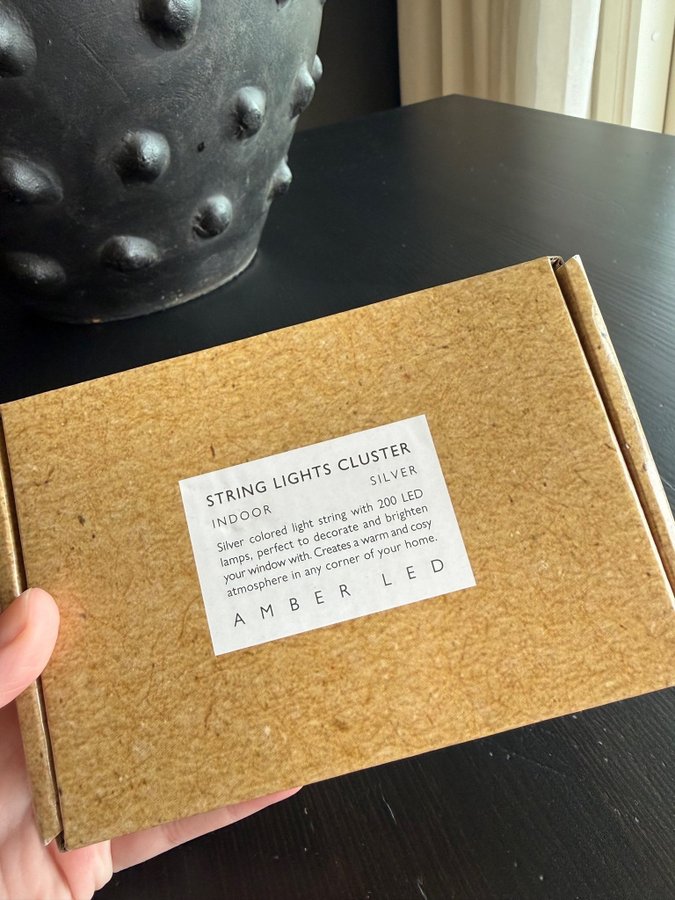 STRING LIGHTS CLUSTER
INDOOR SILVER
Silver colored light string with 200 LED
lamps, perfect to decorate and brighten
your window with. Creates a warm and cosy
atmosphere in any corner of your home.
AMBER LED